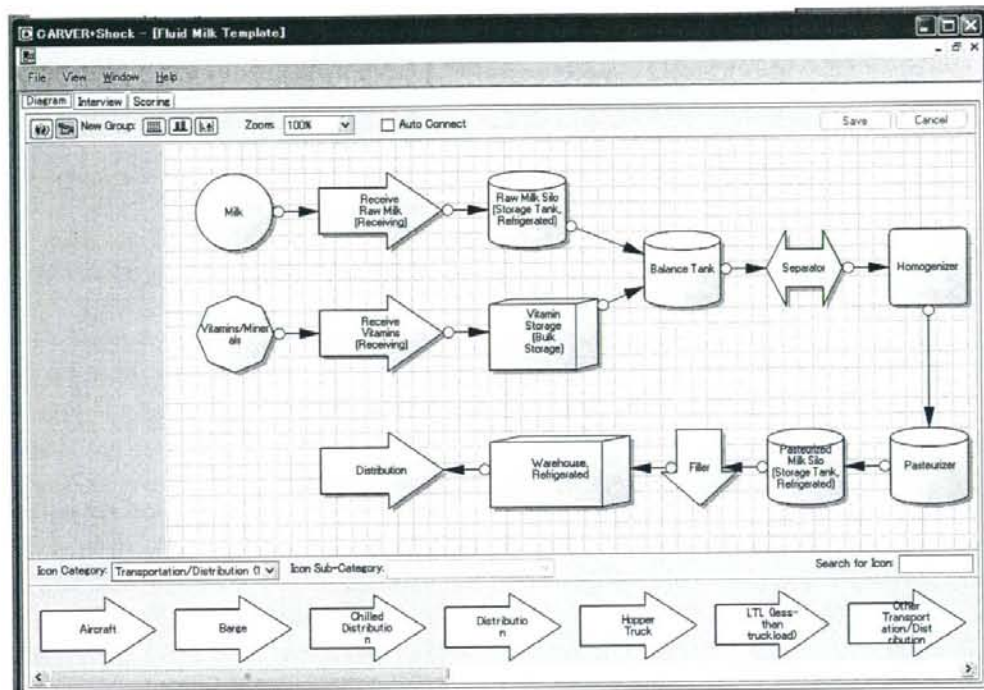 CARVER+Shock - [Fluid Milk Template]
File View Window Help
Diagram Interview Scoring
New Group: Zoom: 100% Auto Connect Save Cancel
Milk
Receive
Raw Milk
(Receiving)
Raw Milk Silo
(Storage Tank,
Refrigerated)
Balance Tank
Separator
Homogenizer
Vitamins/Miner
als
Receive
Vitamins
(Receiving)
Vitamin
Storage
(Bulk
Storage)
Distribution
Warehouse,
Refrigerated
Filler
Pasteurized
Milk Silo
(Storage Tank,
Refrigerated)
Pasteurizer
Icon Category: Transportation/Distribution (I Icon Sub-Category: Search for Icon:
Aircraft
Barge
Chilled
Distributio
n
Distributio
n
Hopper
Truck
LTL (less-
than
truckload)
Other
Transport
ation/Dist
ribution